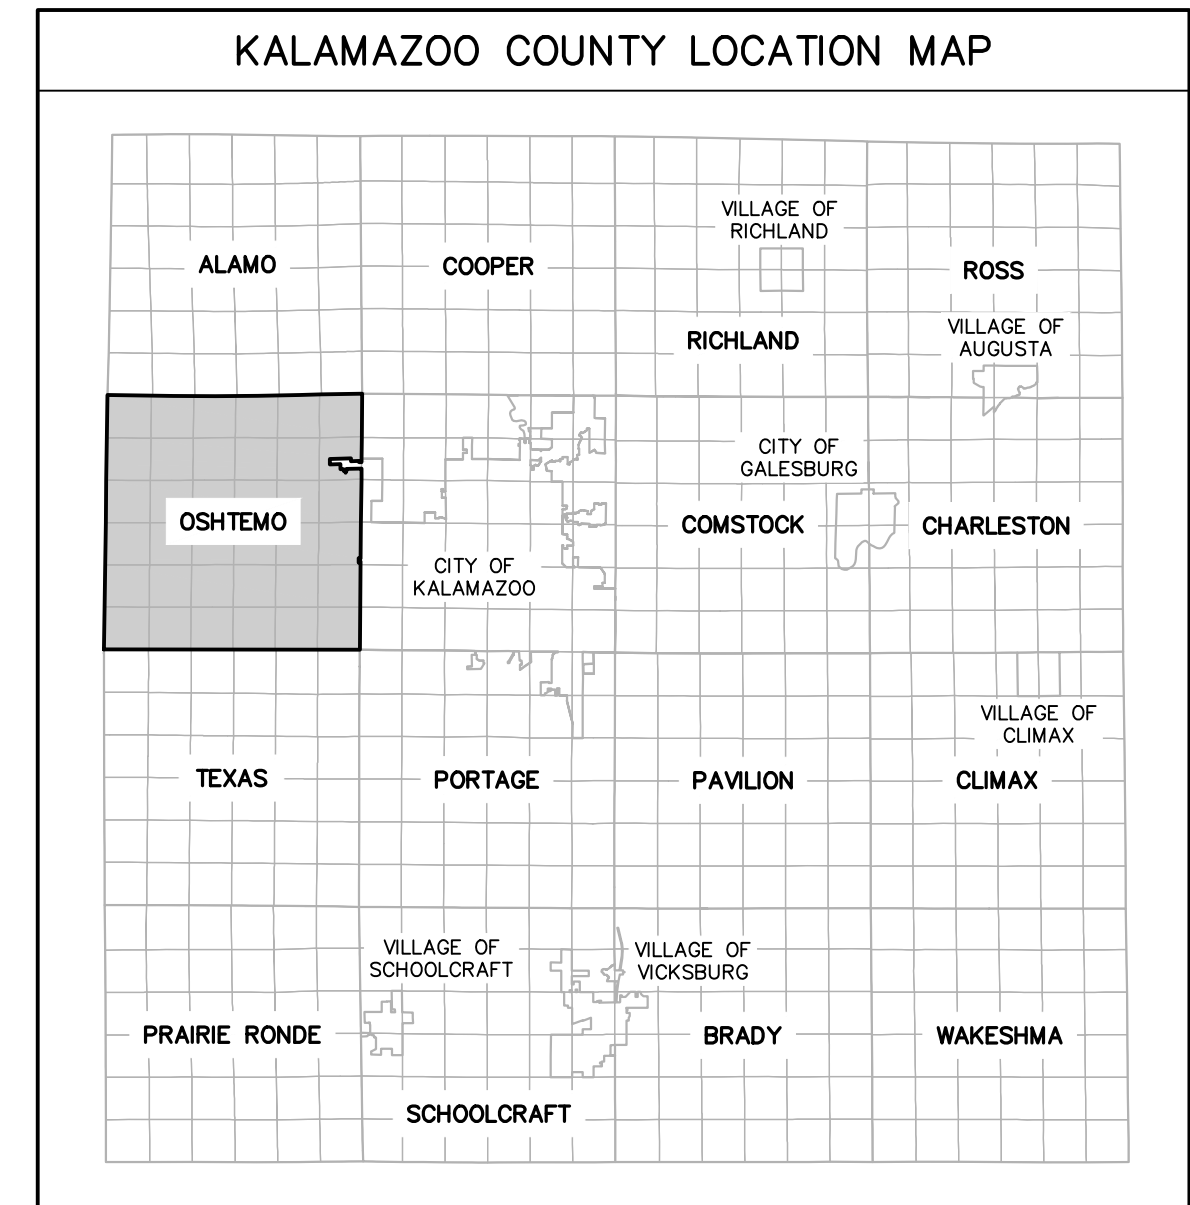 KALAMAZOO COUNTY LOCATION MAP
VILLAGE OF
RICHLAND
ALAMO
COOPER
ROSS
RICHLAND
VILLAGE OF
AUGUSTA
CITY OF
GALESBURG
OSHTEMO
COMSTOCK
CHARLESTON
CITY OF
KALAMAZOO
VILLAGE OF
CLIMAX
TEXAS
PORTAGE
PAVILION
CLIMAX
VILLAGE OF
SCHOOLCRAFT
VILLAGE OF
VICKSBURG
PRAIRIE RONDE
BRADY
WAKESHMA
SCHOOLCRAFT